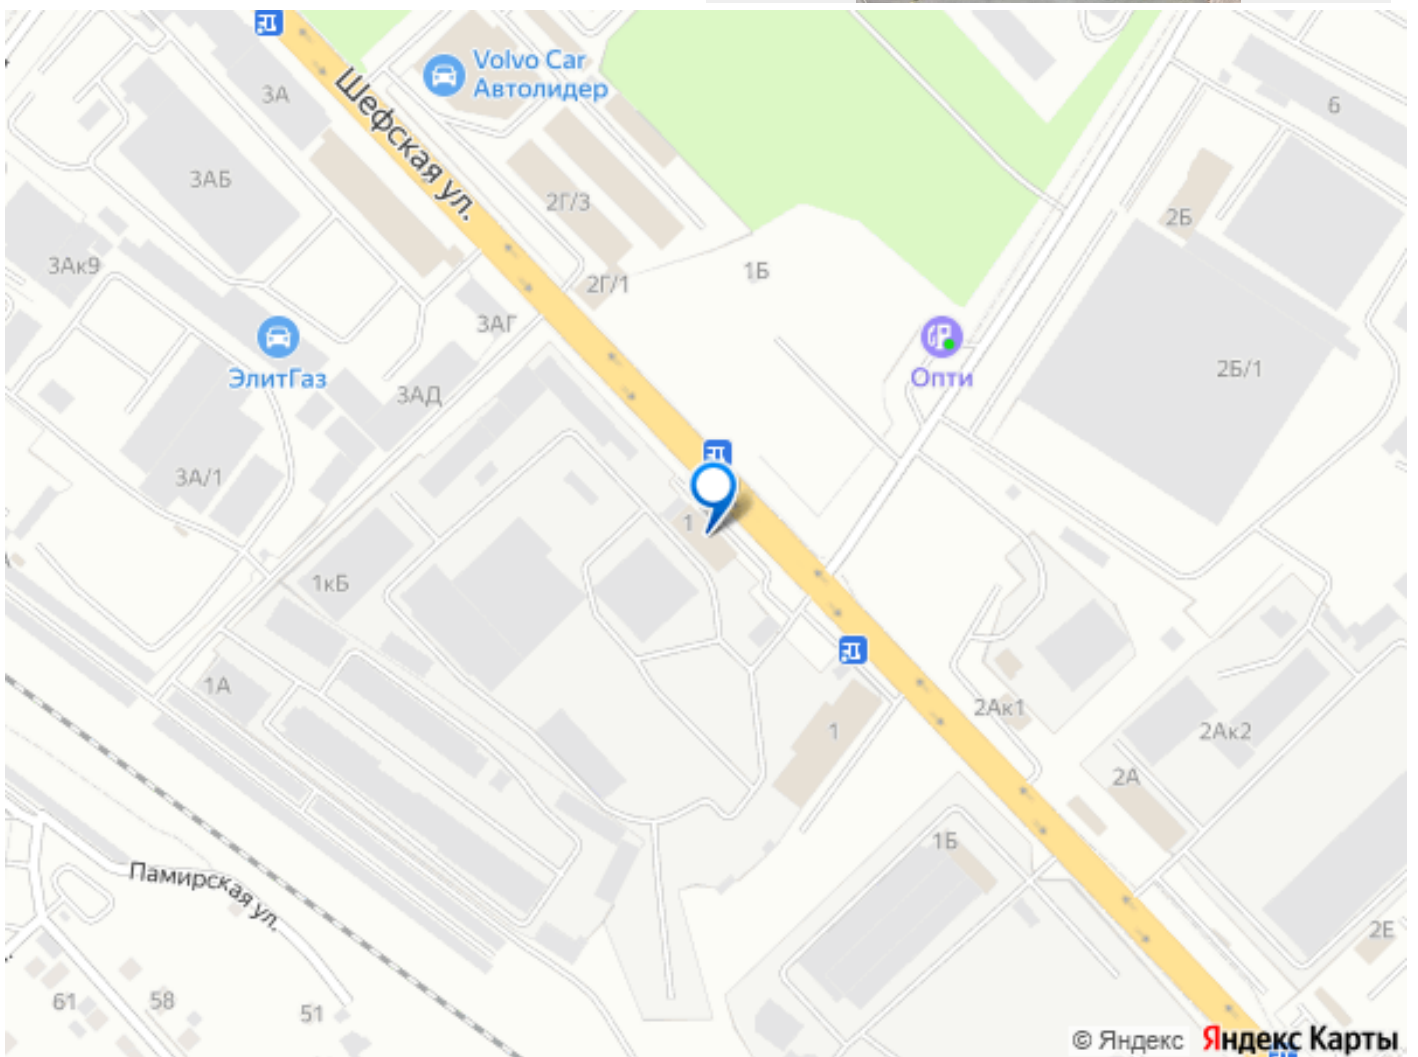 Volvo Car
Автолидер
3А
Шефская ул.
6
3АБ
2Г/3
2Б
3Ак9
1Б
2Г/1
3АГ
Опти
2Б/1
ЭлитГаз
3АД
3А/1
1
1кБ
1А
2Ак1
1
2Ак2
2А
1Б
Памирская ул.
2Е
61
58
51
© Яндекс Яндекс Карты